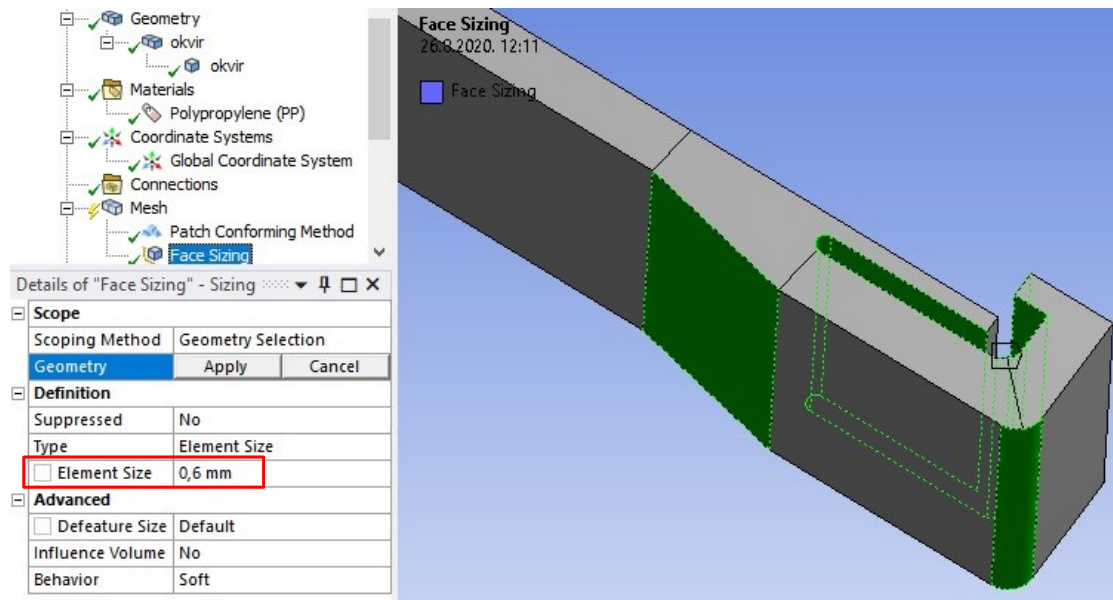 Geometry
okvir
okvir
Materials
Polypropylene (PP)
Coordinate Systems
Global Coordinate System
Connections
Mesh
Patch Conforming Method
Face Sizing
Details of "Face Sizing" - Sizing
Scope
Scoping Method Geometry Selection
Geometry Apply Cancel
Definition
Suppressed No
Type Element Size
Element Size 0,6 mm
Advanced
Defeature Size Default
Influence Volume No
Behavior Soft
Face Sizing
26.8.2020. 12:11
Face Sizing